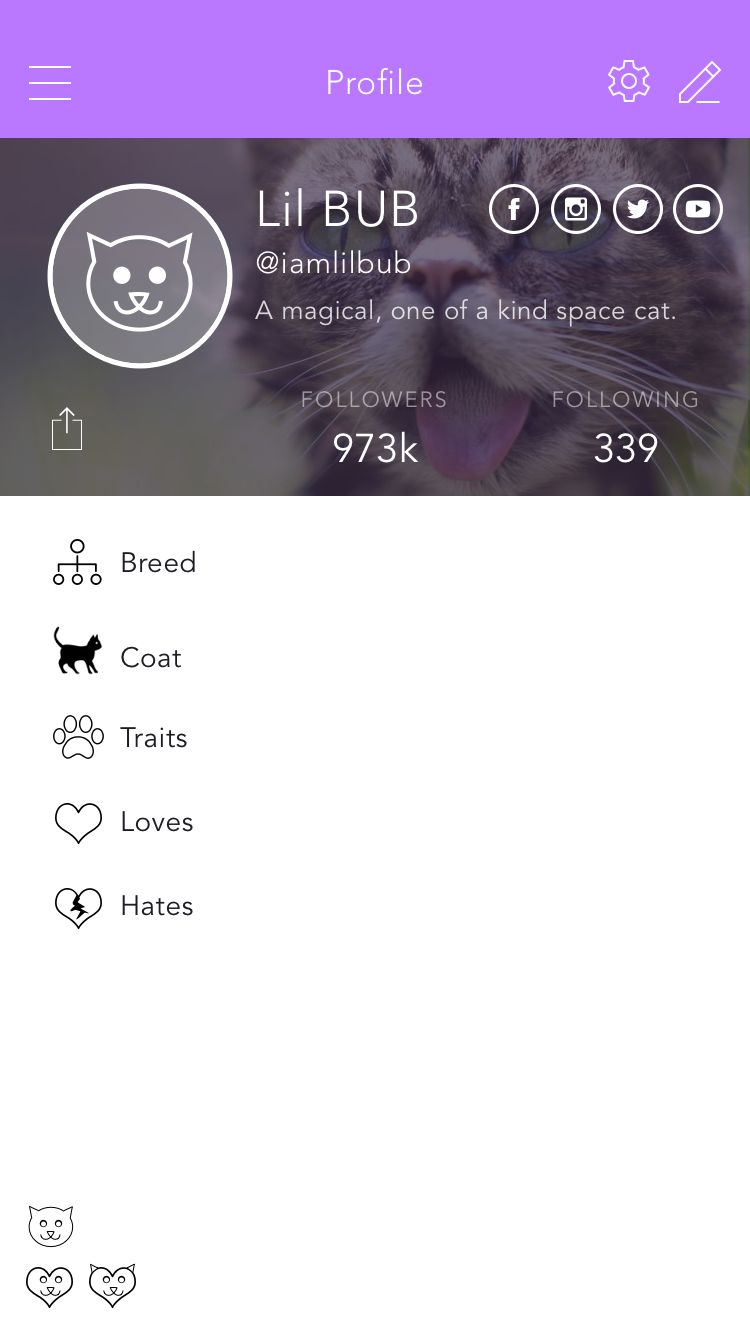 Profile
Lil BUB
@iamlilbub
A magical, one of a kind space cat.
FOLLOWERS FOLLOWING
973k 339
Breed
Coat
Traits
Loves
Hates